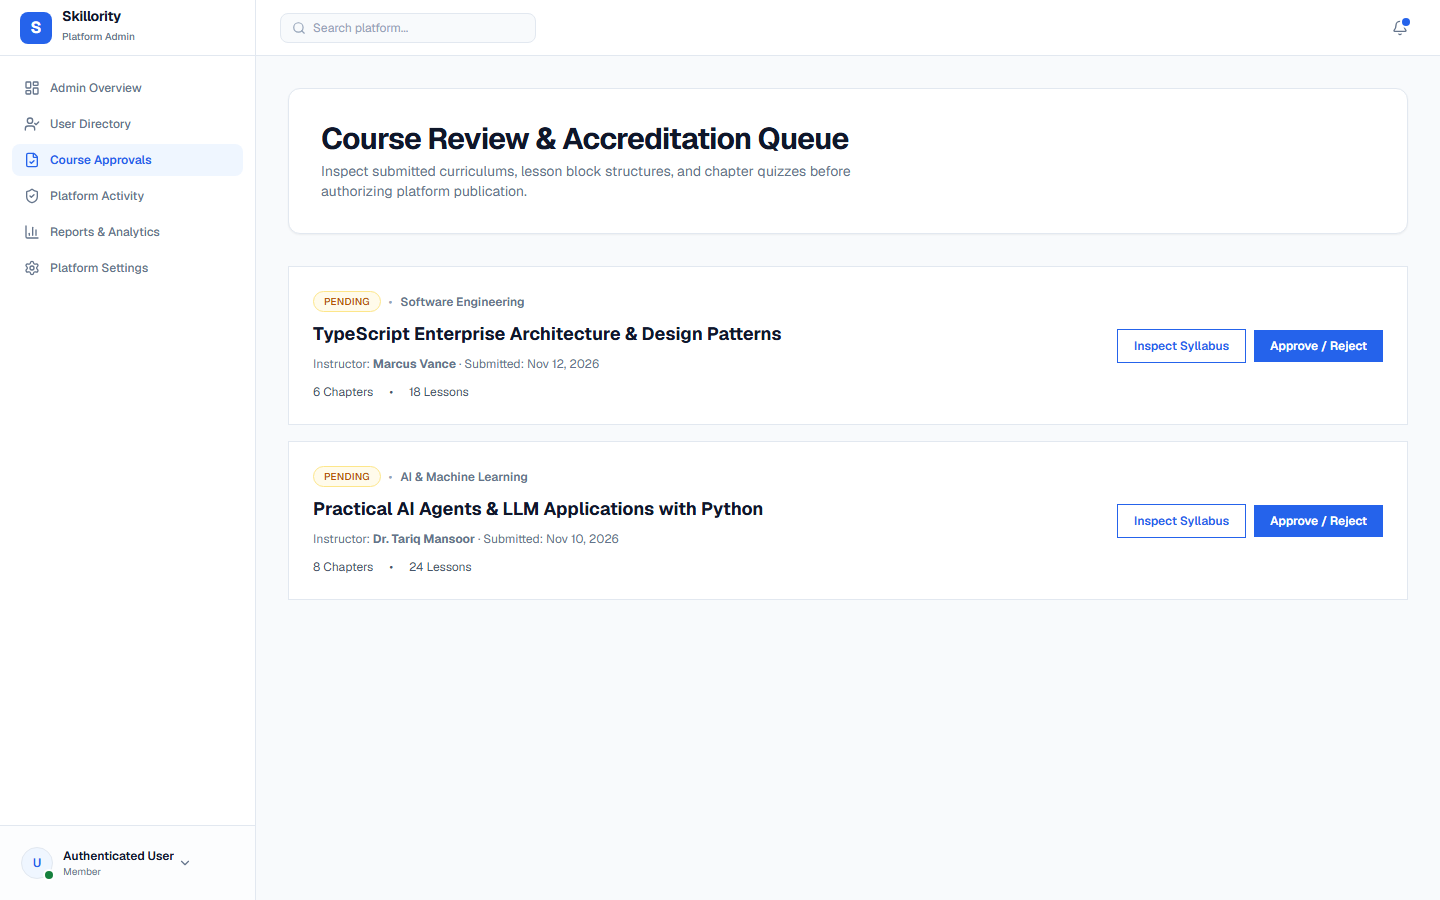 S
Skillority
Platform Admin
Search platform...
Admin Overview
User Directory
Course Approvals
Platform Activity
Reports & Analytics
Platform Settings
Course Review & Accreditation Queue
Inspect submitted curriculums, lesson block structures, and chapter quizzes before
authorizing platform publication.
PENDING • Software Engineering
TypeScript Enterprise Architecture & Design Patterns
Instructor: Marcus Vance · Submitted: Nov 12, 2026
6 Chapters • 18 Lessons
Inspect Syllabus
Approve / Reject
PENDING • AI & Machine Learning
Practical AI Agents & LLM Applications with Python
Instructor: Dr. Tariq Mansoor · Submitted: Nov 10, 2026
8 Chapters • 24 Lessons
Inspect Syllabus
Approve / Reject
U
Authenticated User
Member